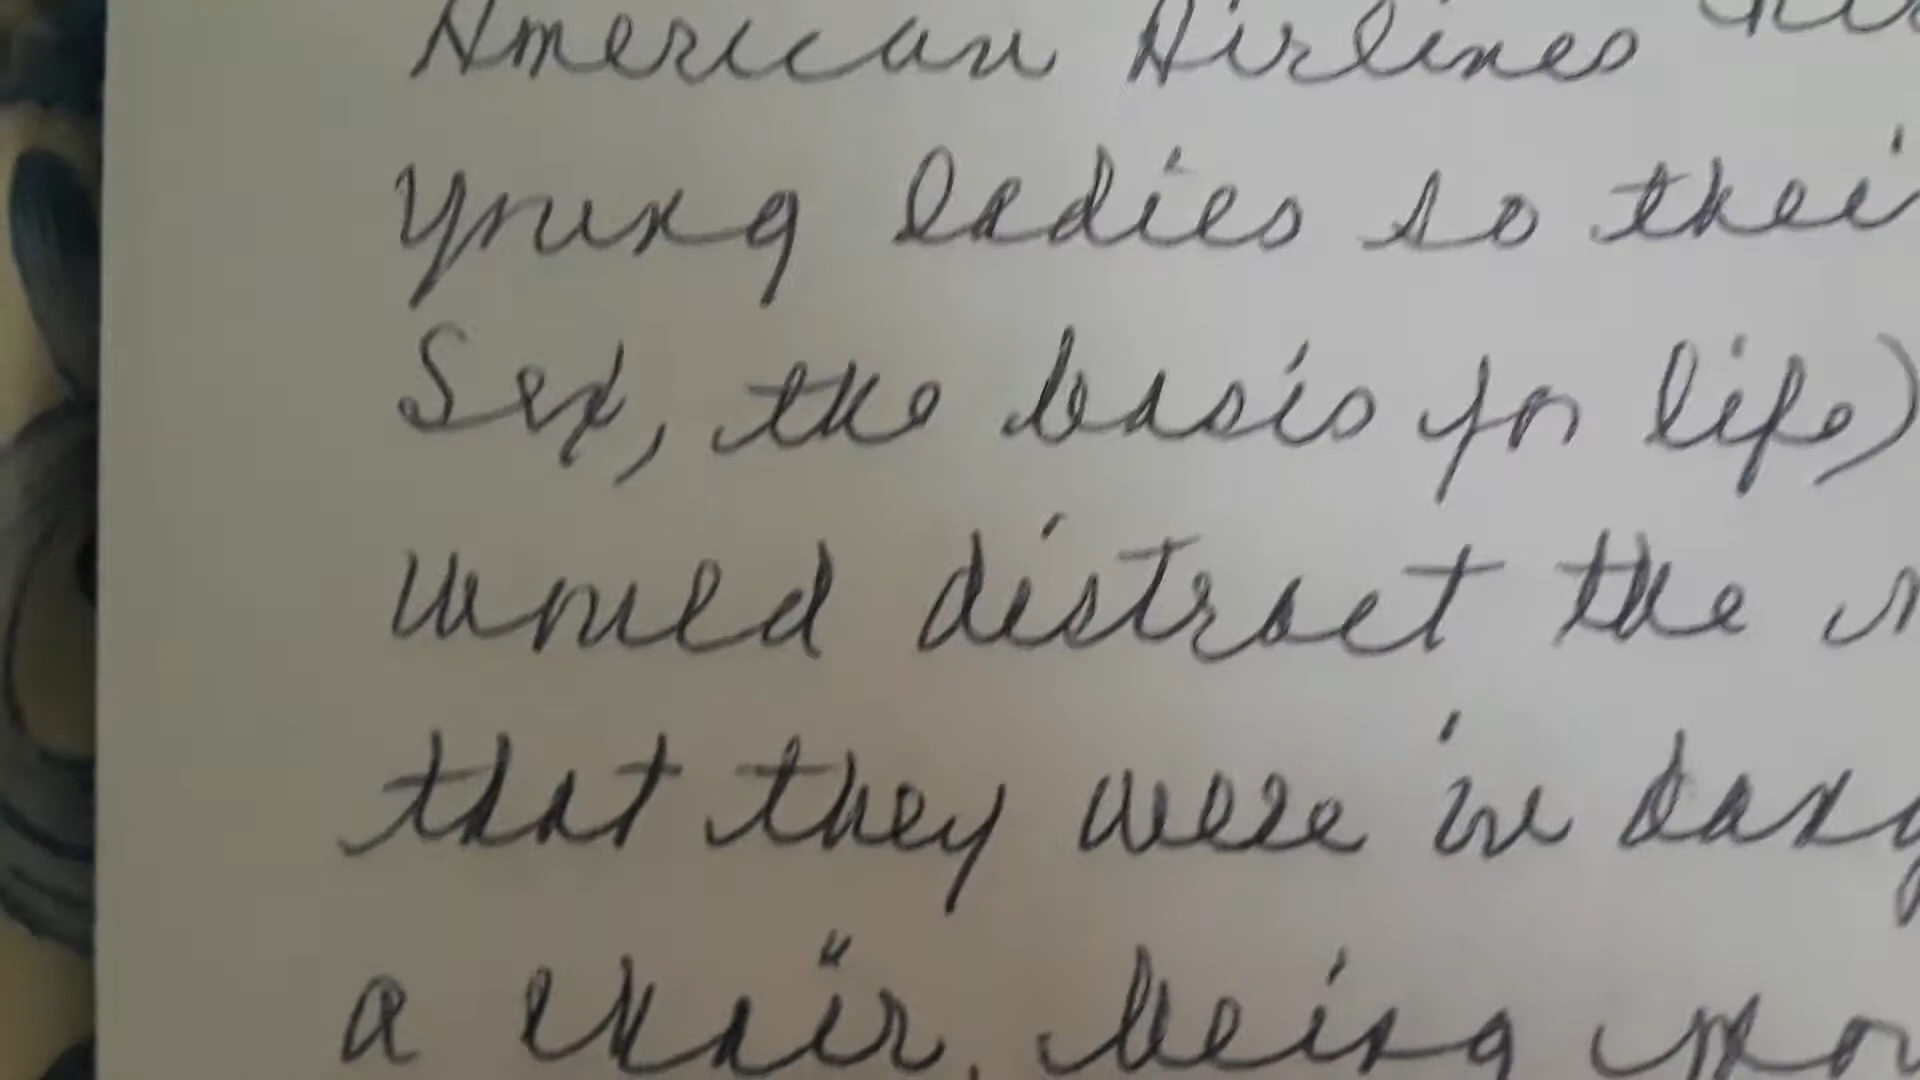 American Airlines
young ladies so their
Sex, the basis for life)
would distract the
that they were in
a chair, being